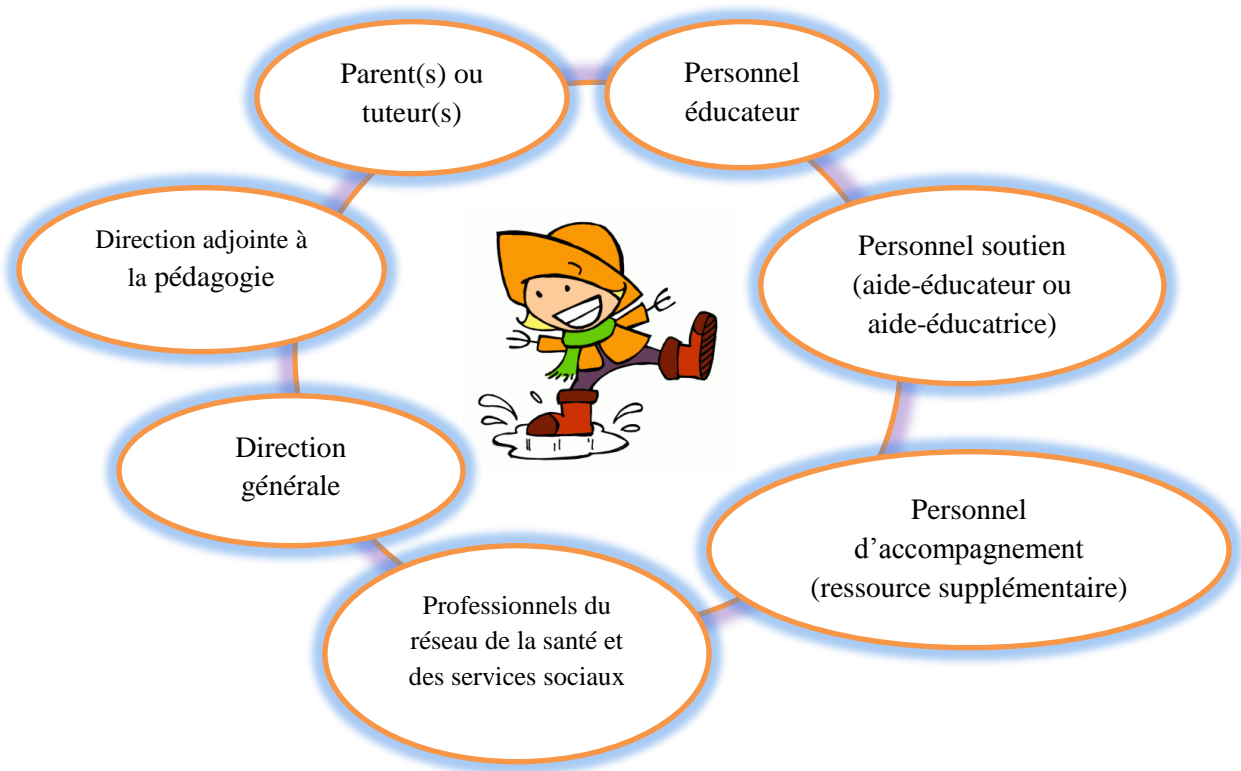 Parent(s) ou
tuteur(s)
Personnel
éducateur
Direction adjointe à
la pédagogie
Personnel soutien
(aide-éducateur ou
aide-éducatrice)
Direction
générale
Personnel
d’accompagnement
(ressource supplémentaire)
Professionnels du
réseau de la santé et
des services sociaux